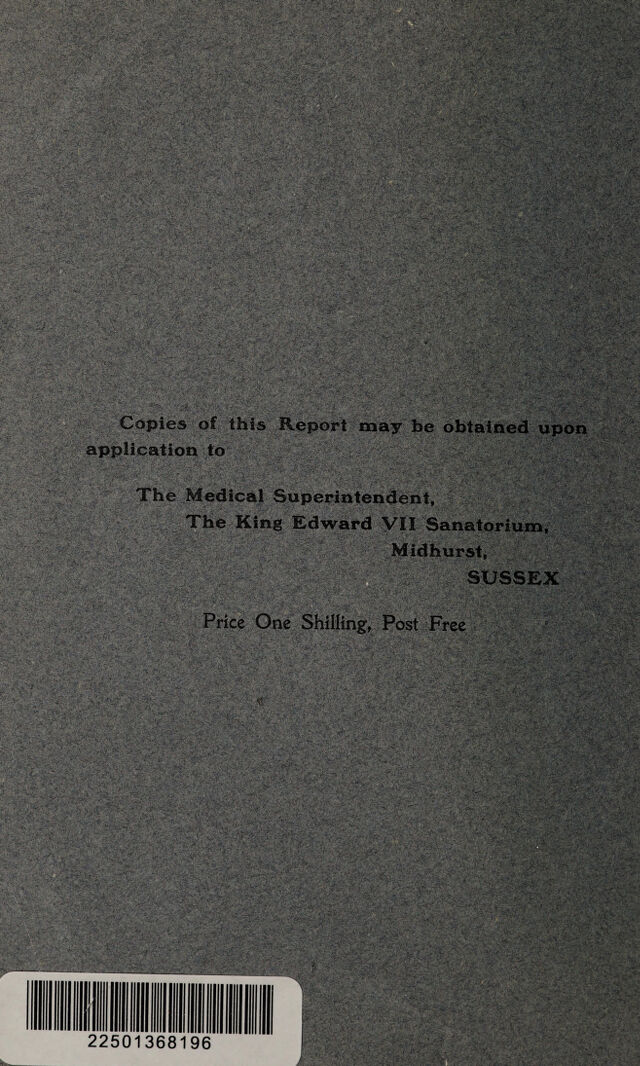 Copies of this Report may be obtained upon
application to
The Medical Superintendent,
The King Edward VII Sanatorium,
Midhurst,
SUSSEX
Price One Shilling, Post Free
22501368196